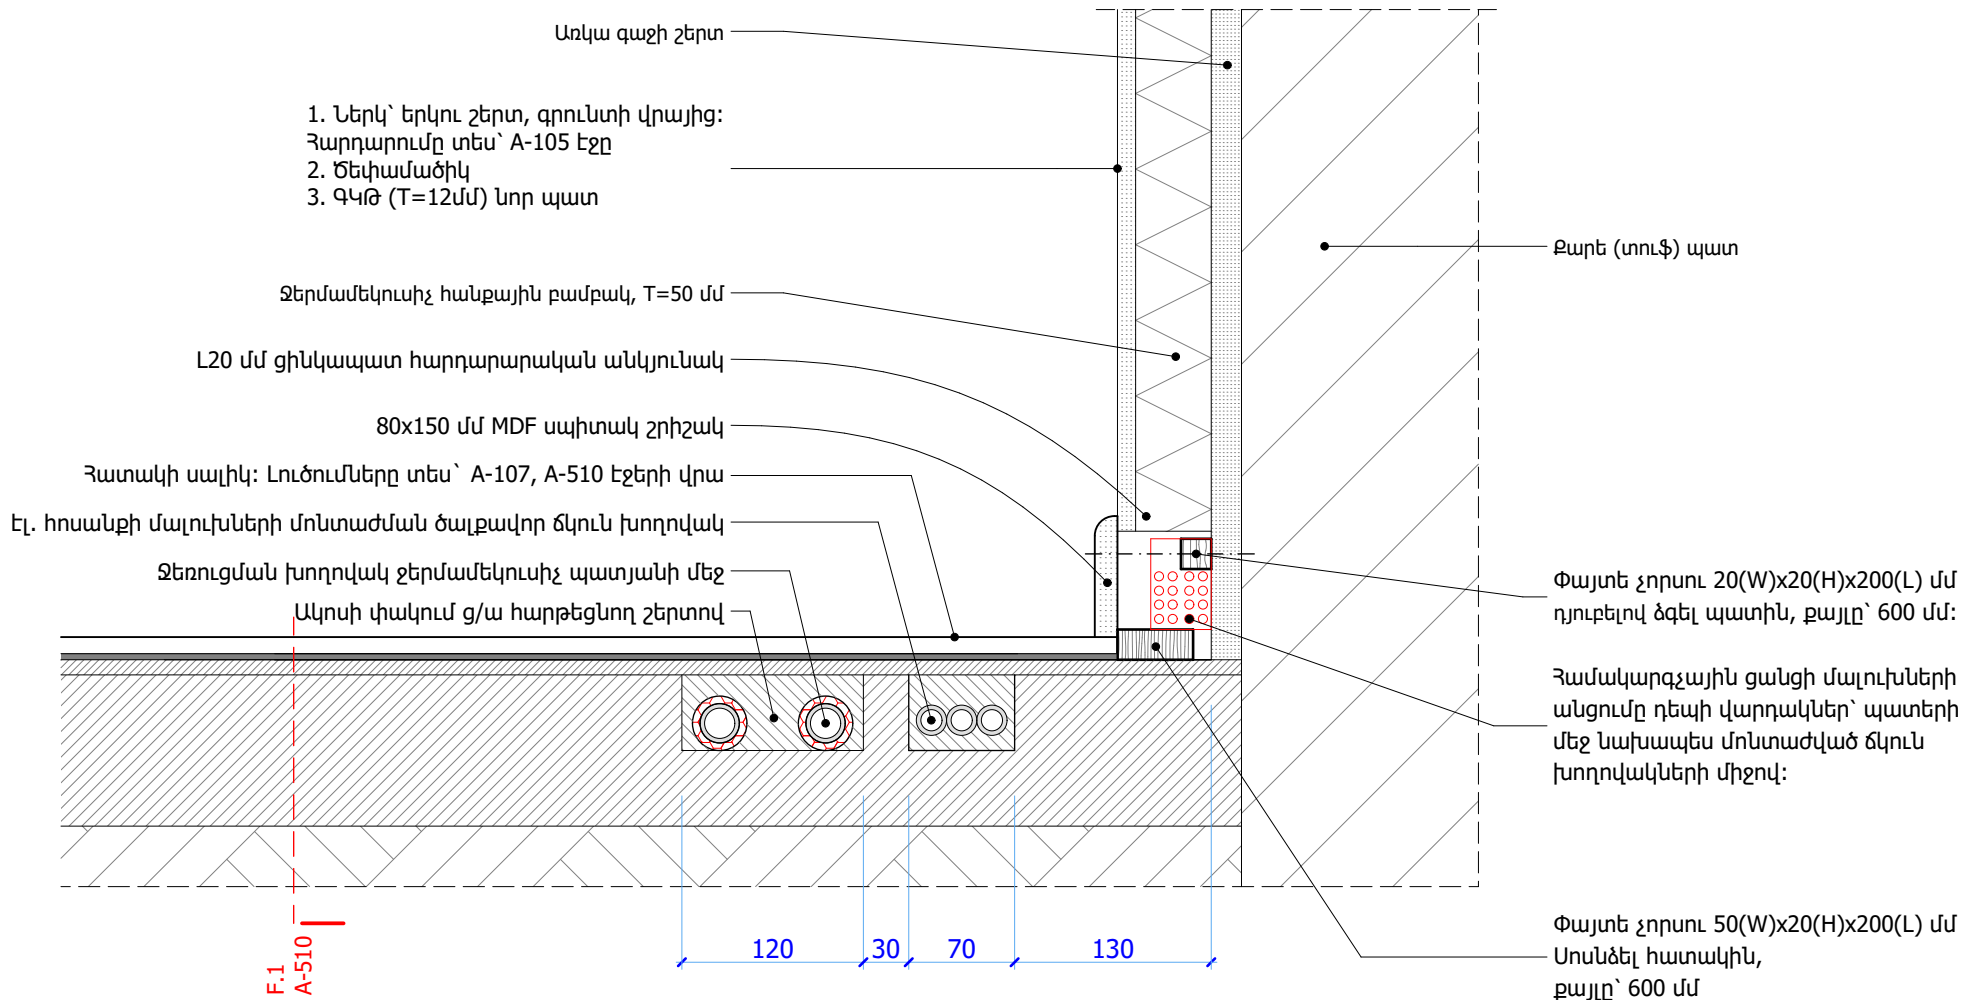 Առկա գաջի շերտ
1. Ներկ` երկու շերտ, գրունտի վրայից:
Հարդարումը տես` A-105 էջը
2. Ծեփամածիկ
3. ԳԿԹ (T=12մմ) նոր պատ
Քարե (տուֆ) պատ
Ջերմամեկուսիչ հանքային բամբակ, T=50 մմ
L20 մմ ցինկապատ հարդարարական անկյունակ
80x150 մմ MDF սպիտակ շրիշակ
Հատակի սալիկ: Լուծումները տես` A-107, A-510 էջերի վրա
Էլ. հոսանքի մալուխների մոնտաժման ծալքավոր ճկուն խողովակ
Ջեռուցման խողովակ ջերմամեկուսիչ պատյանի մեջ
Ակոսի փակում ց/ա հարթեցնող շերտով
Փայտե չորսու 20(W)x20(H)x200(L) մմ
դյուբելով ձգել պատին, քայլը` 600 մմ:
Համակարգչային ցանցի մալուխների
անցումը դեպի վարդակներ` պատերի
մեջ նախապես մոնտաժված ճկուն
խողովակների միջով:
Փայտե չորսու 50(W)x20(H)x200(L) մմ
Սոսնձել հատակին,
քայլը` 600 մմ
120
30
70
130
F.1
A-510